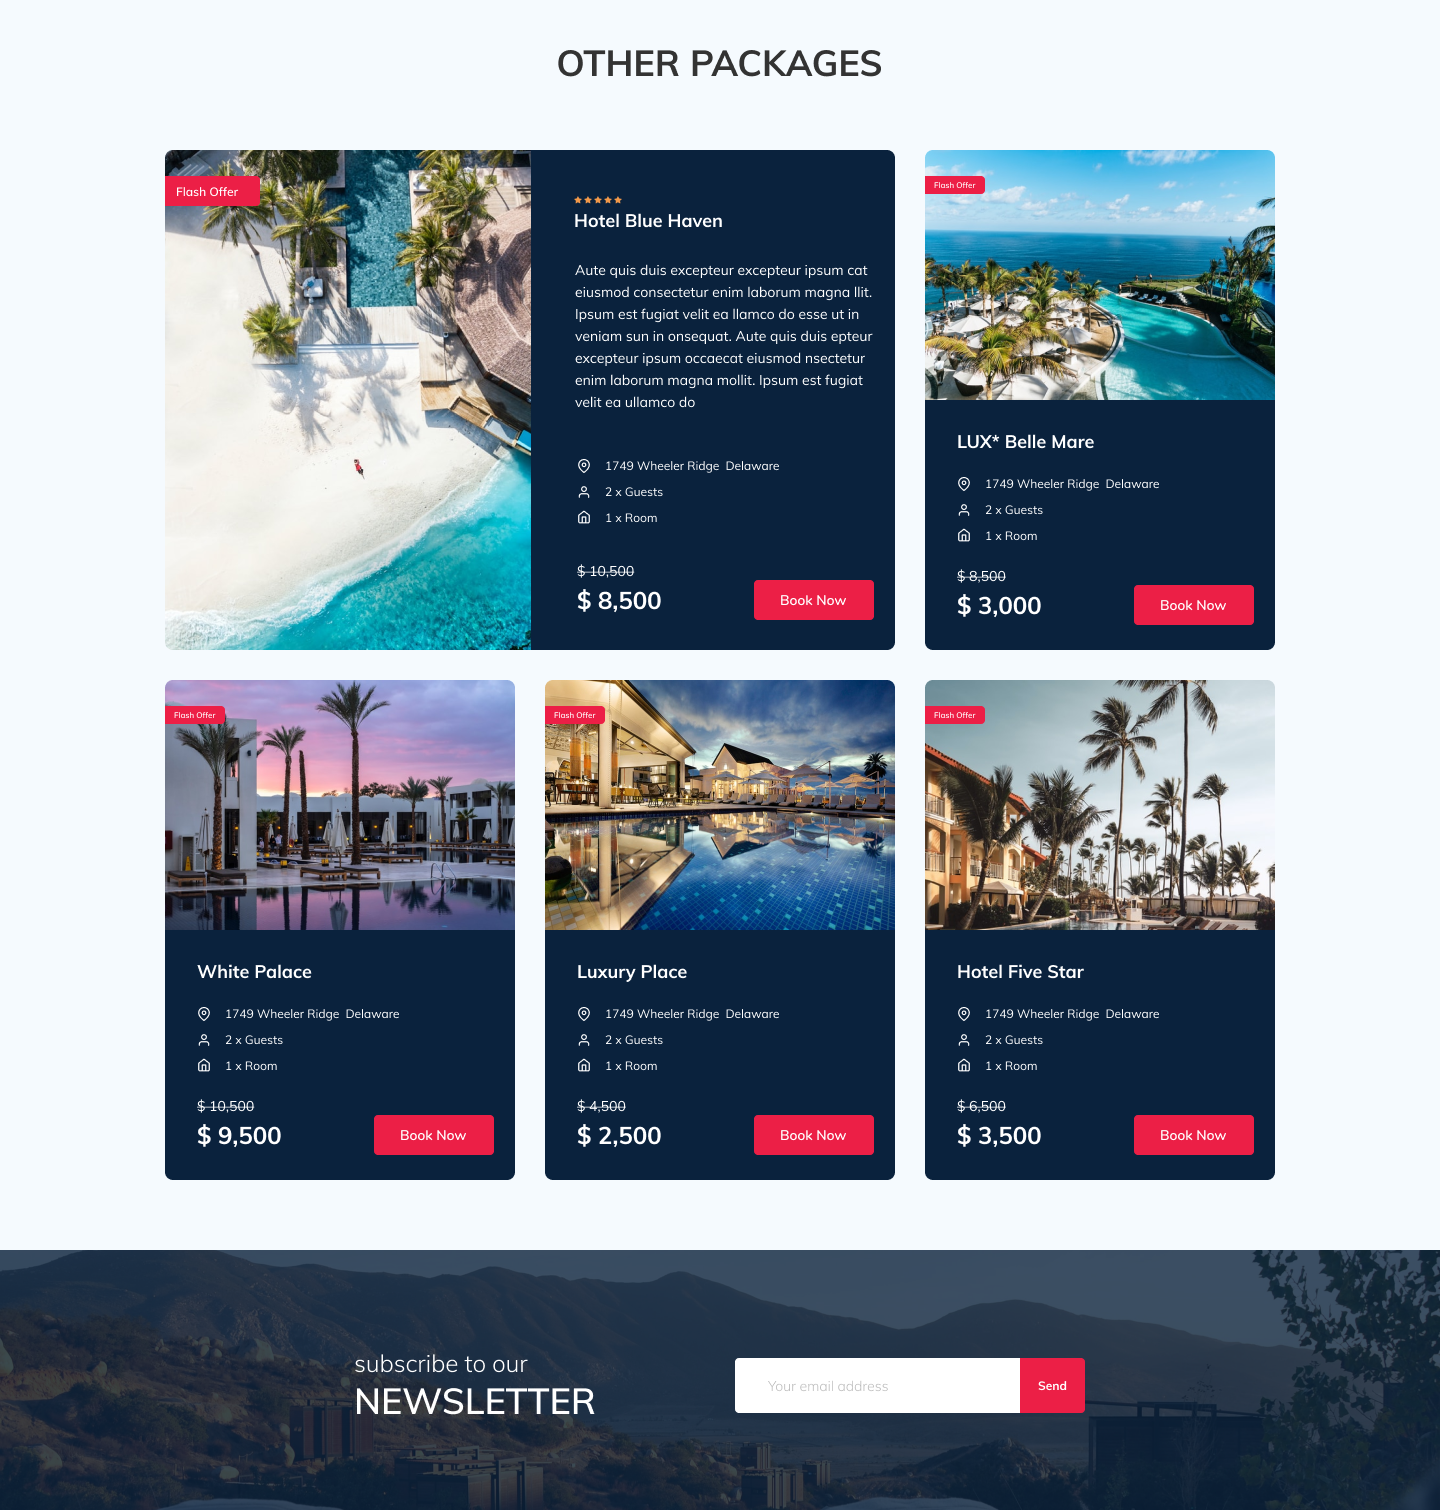 OTHER PACKAGES
Flash Offer
Hotel Blue Haven
Aute quis duis excepteur excepteur ipsum cat
eiusmod consectetur enim laborum magna llit.
Ipsum est fugiat velit ea llamco do esse ut in
veniam sun in onsequat. Aute quis duis epteur
excepteur ipsum occaecat eiusmod nsectetur
enim laborum magna mollit. Ipsum est fugiat
velit ea ullamco do
1749 Wheeler Ridge Delaware
2 x Guests
1 x Room
$ 10,500
$ 8,500
Book Now
Flash Offer
LUX* Belle Mare
1749 Wheeler Ridge Delaware
2 x Guests
1 x Room
$ 8,500
$ 3,000
Book Now
Flash Offer
White Palace
1749 Wheeler Ridge Delaware
2 x Guests
1 x Room
$ 10,500
$ 9,500
Book Now
Flash Offer
Luxury Place
1749 Wheeler Ridge Delaware
2 x Guests
1 x Room
$ 4,500
$ 2,500
Book Now
Flash Offer
Hotel Five Star
1749 Wheeler Ridge Delaware
2 x Guests
1 x Room
$ 6,500
$ 3,500
Book Now
subscribe to our
NEWSLETTER
Your email address
Send